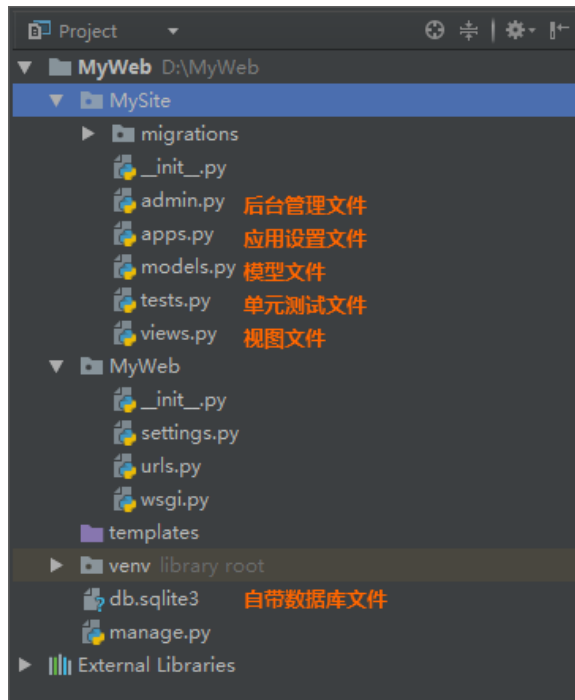 Project
MyWeb D:\MyWeb
MySite
migrations
__init__.py
admin.py 后台管理文件
apps.py 应用设置文件
models.py 模型文件
tests.py 单元测试文件
views.py 视图文件
MyWeb
__init__.py
settings.py
urls.py
wsgi.py
templates
venv library root
db.sqlite3 自带数据库文件
manage.py
External Libraries